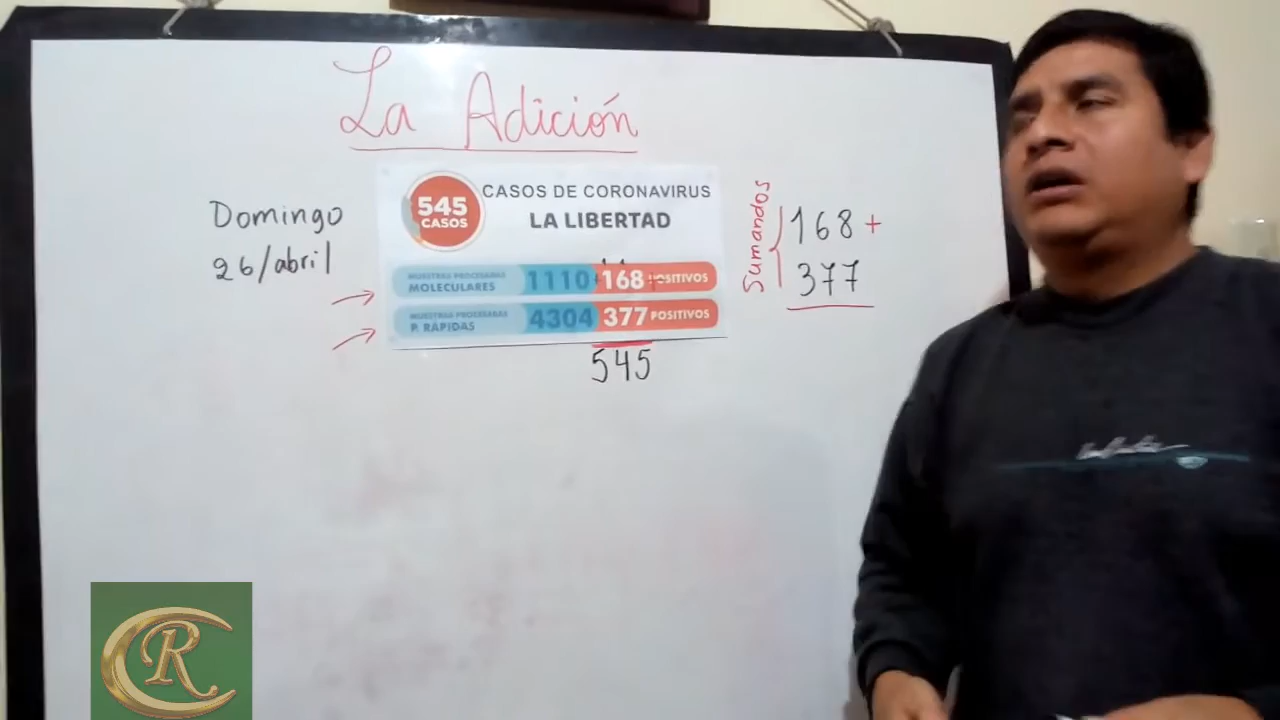 La Adición
Domingo
26/abril
545
CASOS
CASOS DE CORONAVIRUS
LA LIBERTAD
MUESTRAS PROCESADAS
MOLECULARES
1110 168 POSITIVOS
MUESTRAS PROCESADAS
P. RÁPIDAS
4304 377 POSITIVOS
545
Sumandos
168 +
377
CR